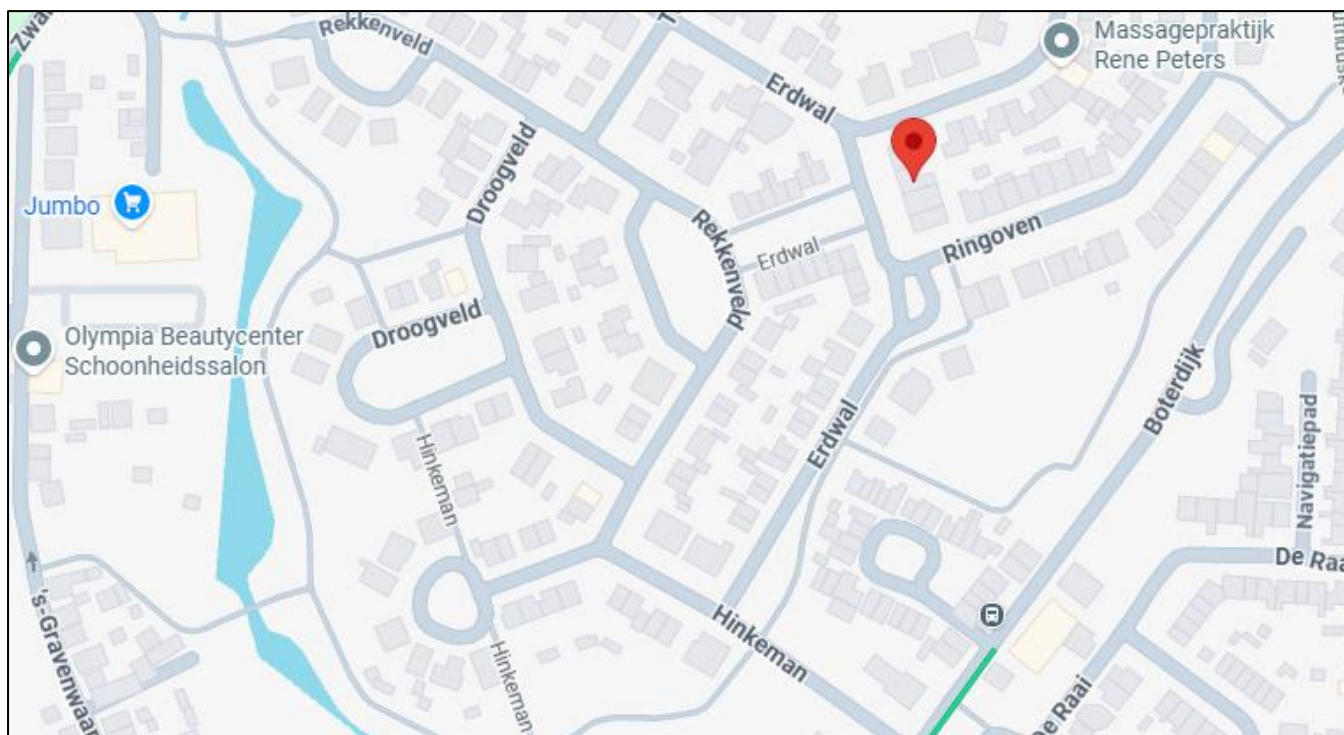 Rekkenveld
Massagepraktijk
Rene Peters
Erdwal
Droogveld
Jumbo
Rekkenveld
Ringoven
Erdwal
Droogveld
Olympia Beautycenter
Schoonheidssalon
Boterdijk
Erdwal
Navigatiepad
Hinkeman
De Raai
's-Gravenwaar
Hinkeman
Hinkeman
De Raai